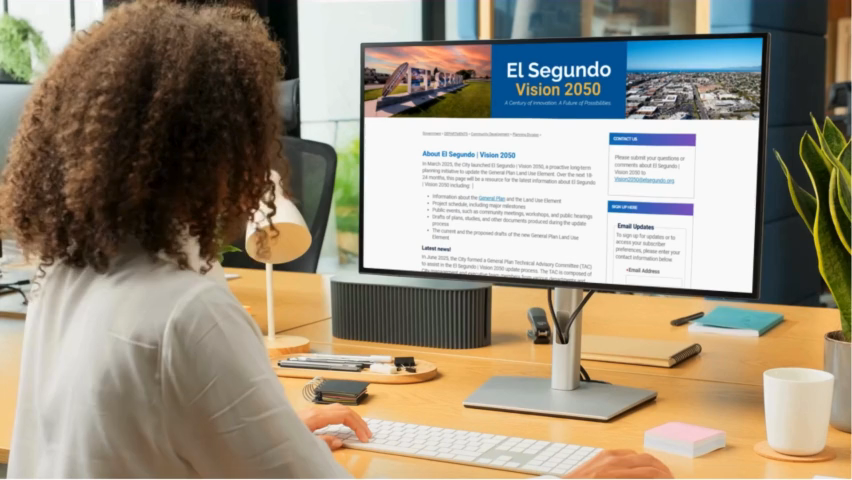 El Segundo
Vision 2050
A Century of Innovation. A Future of Possibilities
About El Segundo | Vision 2050
In March 2023, the City launched El Segundo | Vision 2050, a proactive long-term
planning initiative to update the General Plan Land Use Element. Over the next 18-
24 months, this page will be a resource for the latest information about El Segundo
| Vision 2050 including:
Information about the General Plan and the Land Use Element
Project schedule, including major milestones
Public events, such as community meetings, workshops, and public hearings
Drafts of plans, studies, and other documents produced during the update
process
The current and the proposed drafts of the new General Plan Land Use
Element
Latest news!
In June 2023, the City formed a General Plan Technical Advisory Committee (TAC)
to assist in the El Segundo | Vision 2050 update process. The TAC is composed of
CONTACT US
Please submit your questions or
comments about El Segundo |
Vision 2050 to
Vision2050@elsegundo.org
SIGN UP HERE
Email Updates
To sign up for updates or to
access your subscriber
preferences, please enter your
contact information below.
*Email Address